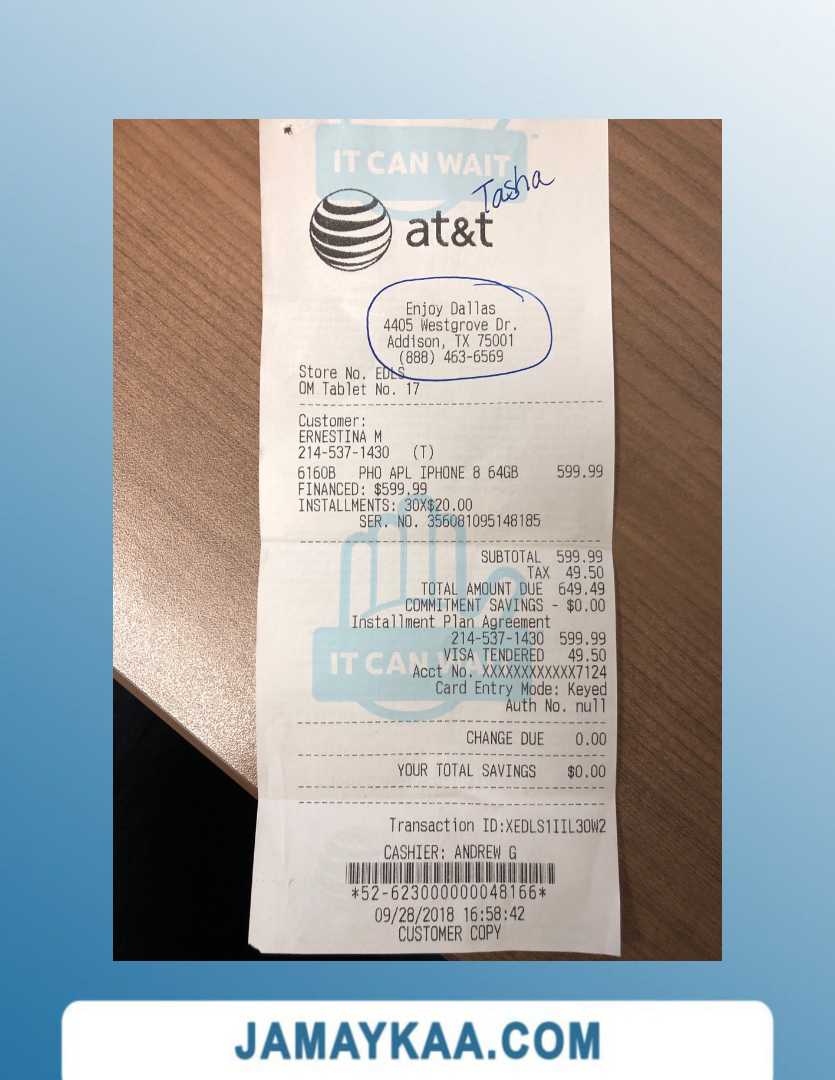 IT CAN WAIT
Tasha
at&t
Enjoy Dallas
4405 Westgrove Dr.
Addison, TX 75001
(888) 463-6569
Store No. EDLS
OM Tablet No. 17
Customer:
ERNESTINA M
214-537-1430 (T)
6160B PHO APL IPHONE 8 64GB 599.99
FINANCED: $599.99
INSTALLMENTS: 30X$20.00
SER. NO. 356081095148185
SUBTOTAL 599.99
TAX 49.50
TOTAL AMOUNT DUE 649.49
COMMITMENT SAVINGS - $0.00
Installment Plan Agreement
214-537-1430 599.99
VISA TENDERED 49.50
IT CAN WAIT
Acct No. XXXXXXXXXXXX7124
Card Entry Mode: Keyed
Auth No. null
CHANGE DUE 0.00
YOUR TOTAL SAVINGS $0.00
Transaction ID:XEDLS1IIL30W2
CASHIER: ANDREW G
*52-623000000048166*
09/28/2018 16:58:42
CUSTOMER COPY
JAMAYKAA.COM